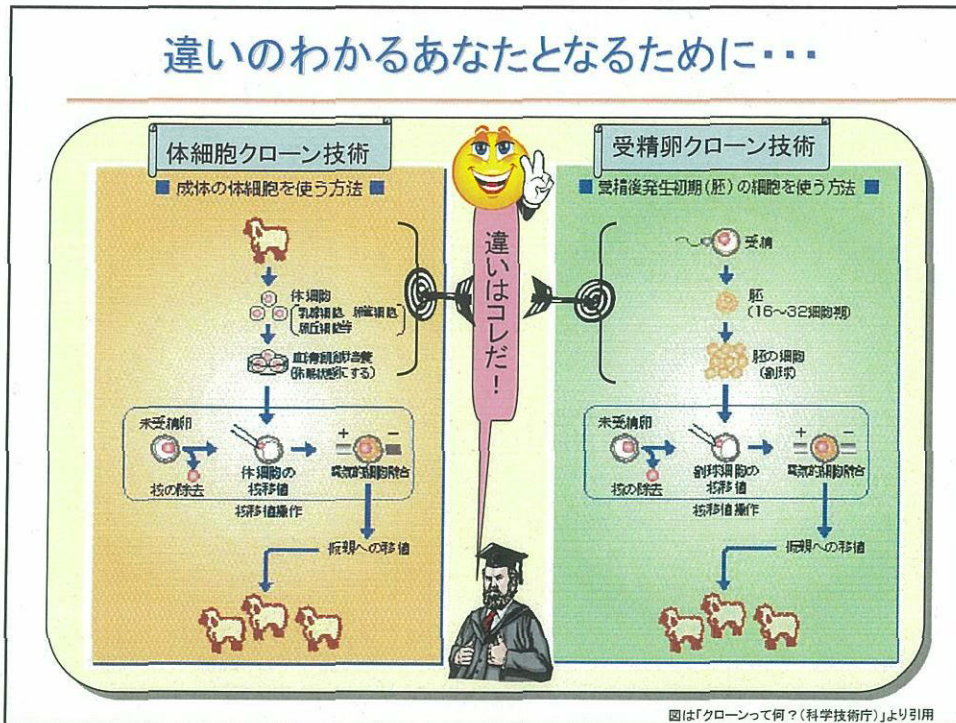 違いのわかるあなたとなるために・・・
体細胞クローン技術
■ 成体の体細胞を使う方法 ■
体細胞
乳腺細胞、卵管細胞、
卵丘細胞等
(休眠状態にする)
未受精卵
核の除去
体細胞の
核移植
+ −
電気的細胞融合
核移植操作
仮親への移植
違いはコレだ！
受精卵クローン技術
■ 受精後発生初期(胚)の細胞を使う方法 ■
受精
胚
(16～32細胞期)
胚の細胞
(割球)
未受精卵
核の除去
割球細胞の
核移植
+ −
電気的細胞融合
核移植操作
仮親への移植
図は「クローンって何？(科学技術庁)」より引用